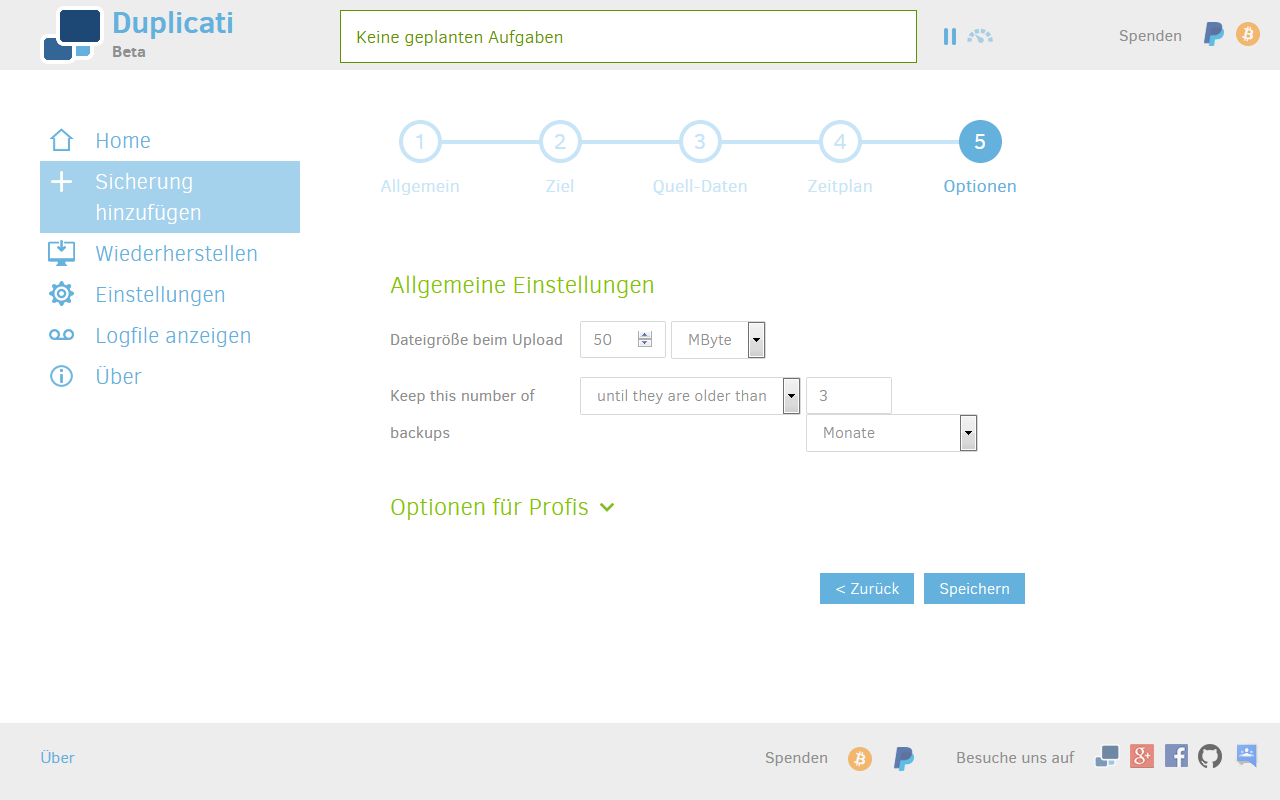 Duplicati
Beta
Keine geplanten Aufgaben
Spenden
Home
Sicherung
hinzufügen
Wiederherstellen
Einstellungen
Logfile anzeigen
Über
1 2 3 4 5
Allgemein Ziel Quell-Daten Zeitplan Optionen
Allgemeine Einstellungen
Dateigröße beim Upload 50 MByte
Keep this number of until they are older than 3
backups Monate
Optionen für Profis
< Zurück Speichern
Über Spenden Besuche uns auf